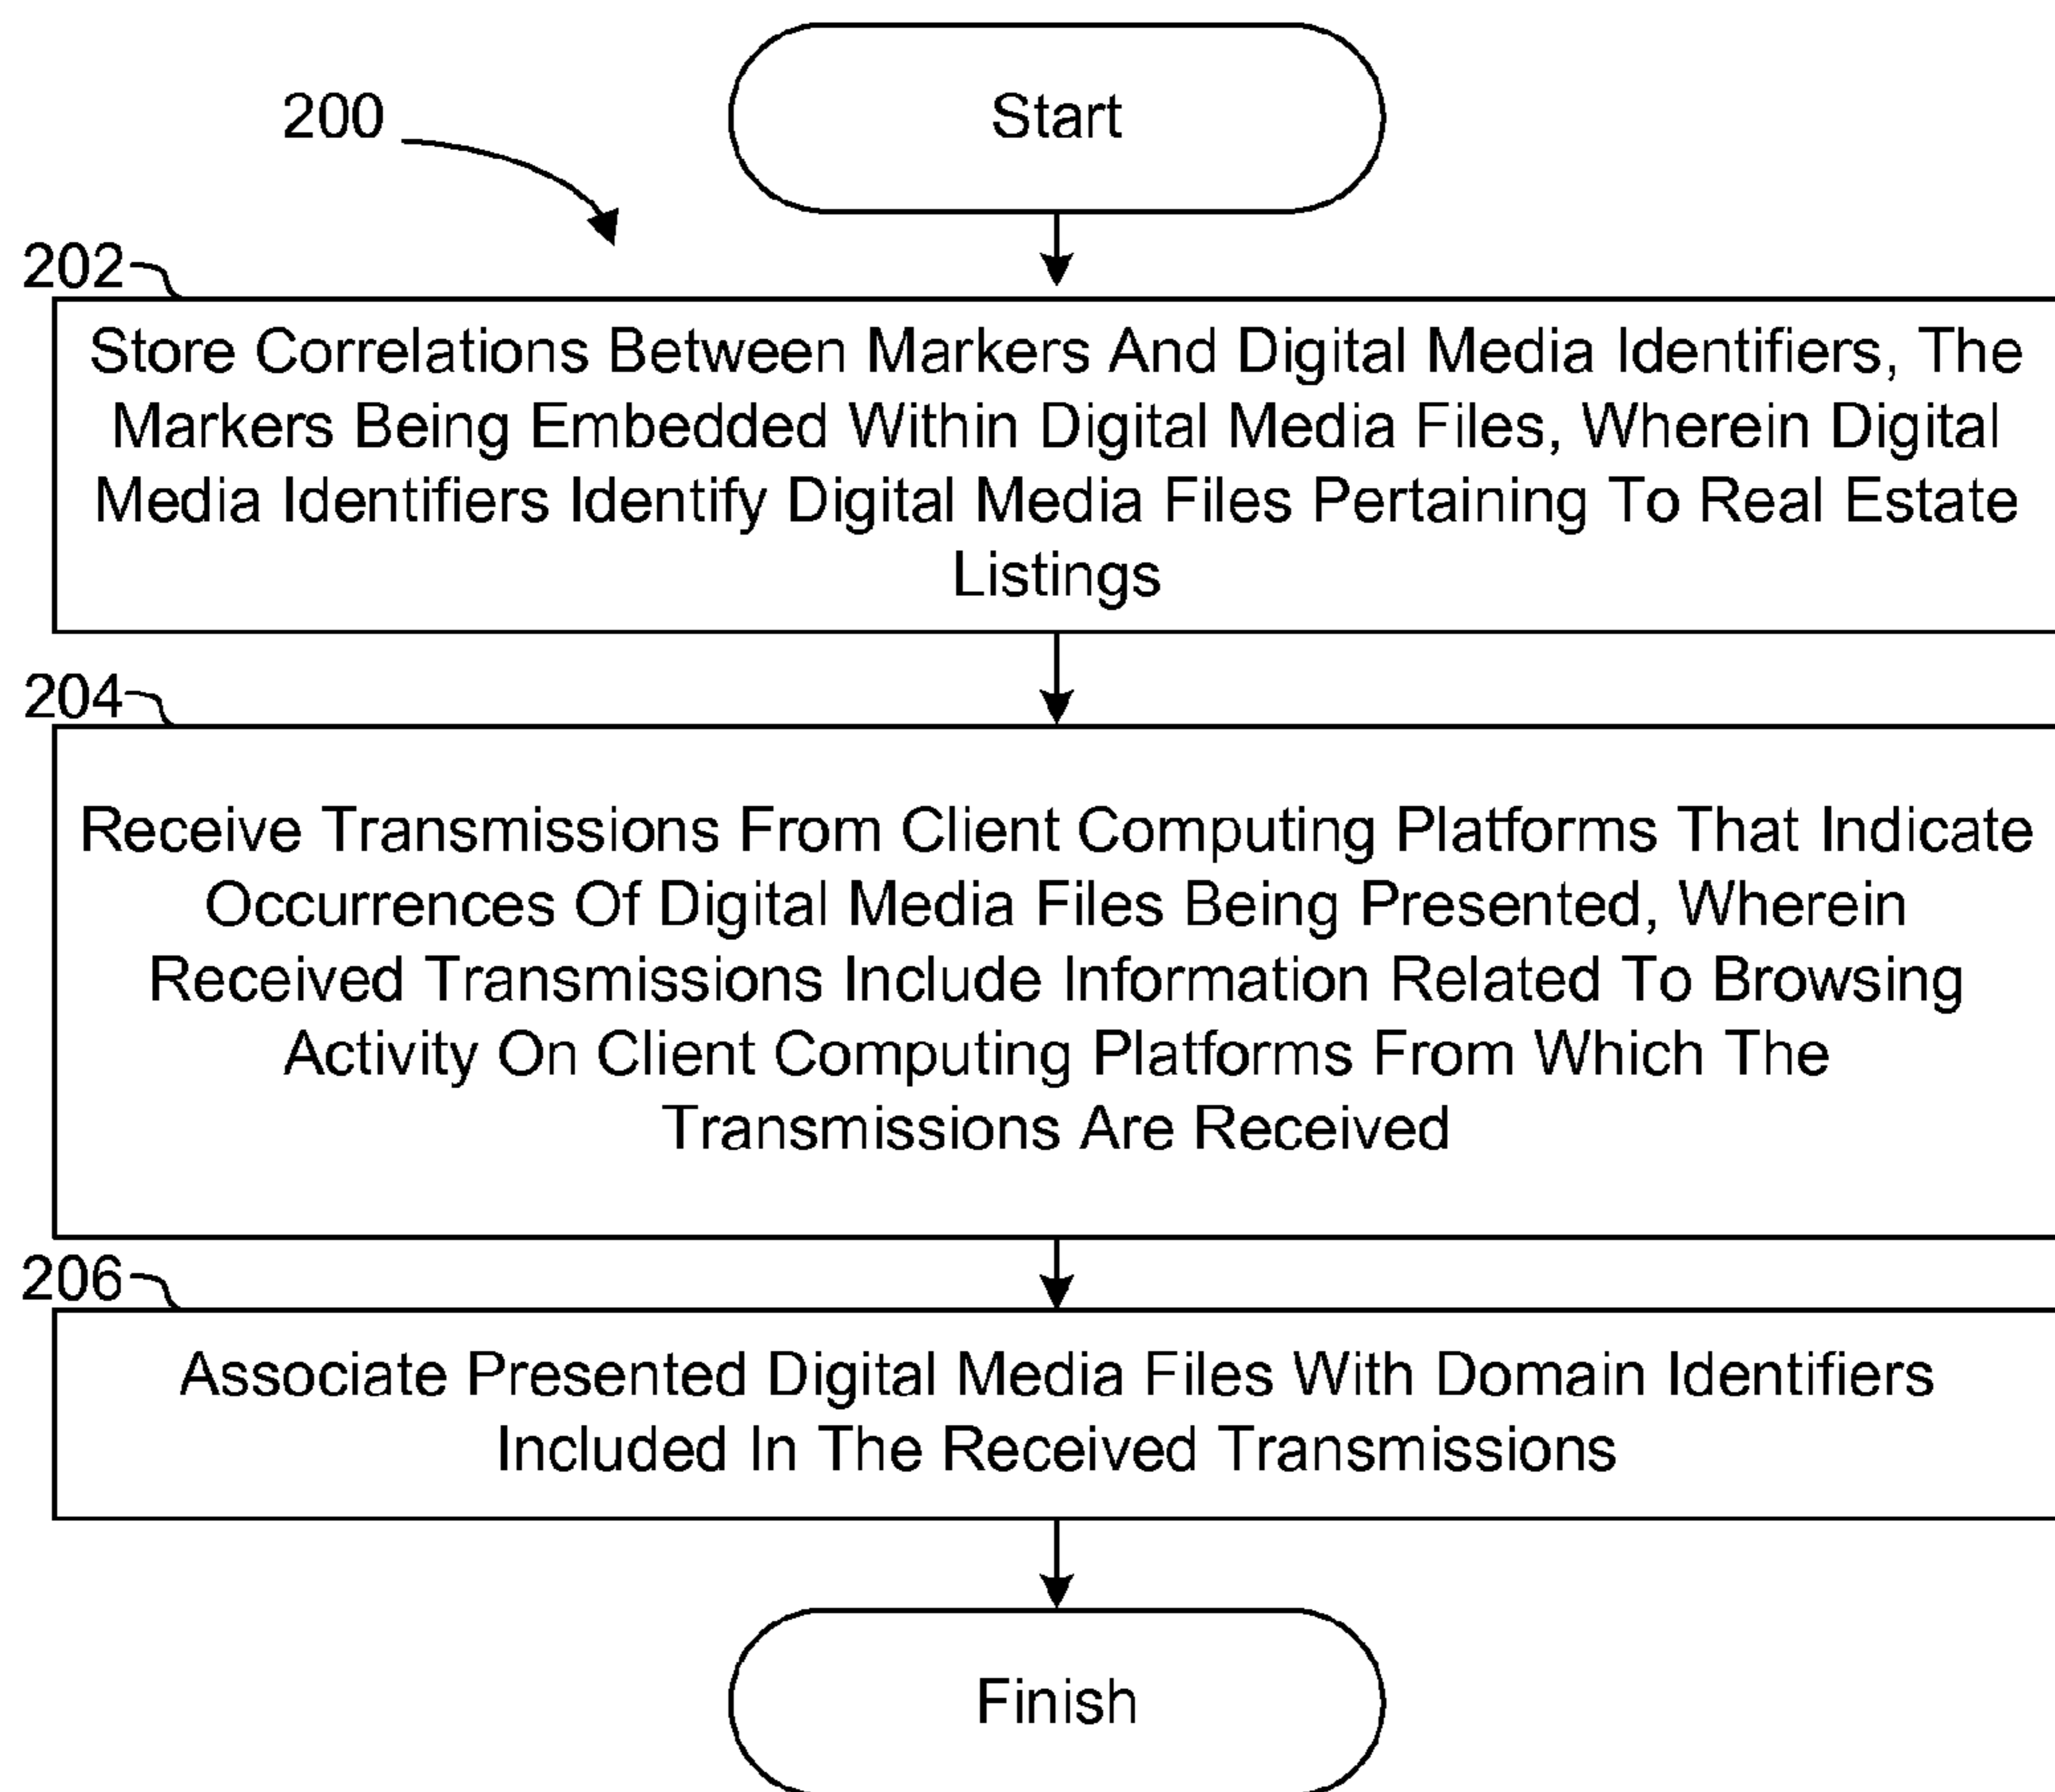 Start
200
202
Store Correlations Between Markers And Digital Media Identifiers, The
Markers Being Embedded Within Digital Media Files, Wherein Digital
Media Identifiers Identify Digital Media Files Pertaining To Real Estate
Listings
204
Receive Transmissions From Client Computing Platforms That Indicate
Occurrences Of Digital Media Files Being Presented, Wherein
Received Transmissions Include Information Related To Browsing
Activity On Client Computing Platforms From Which The
Transmissions Are Received
206
Associate Presented Digital Media Files With Domain Identifiers
Included In The Received Transmissions
Finish